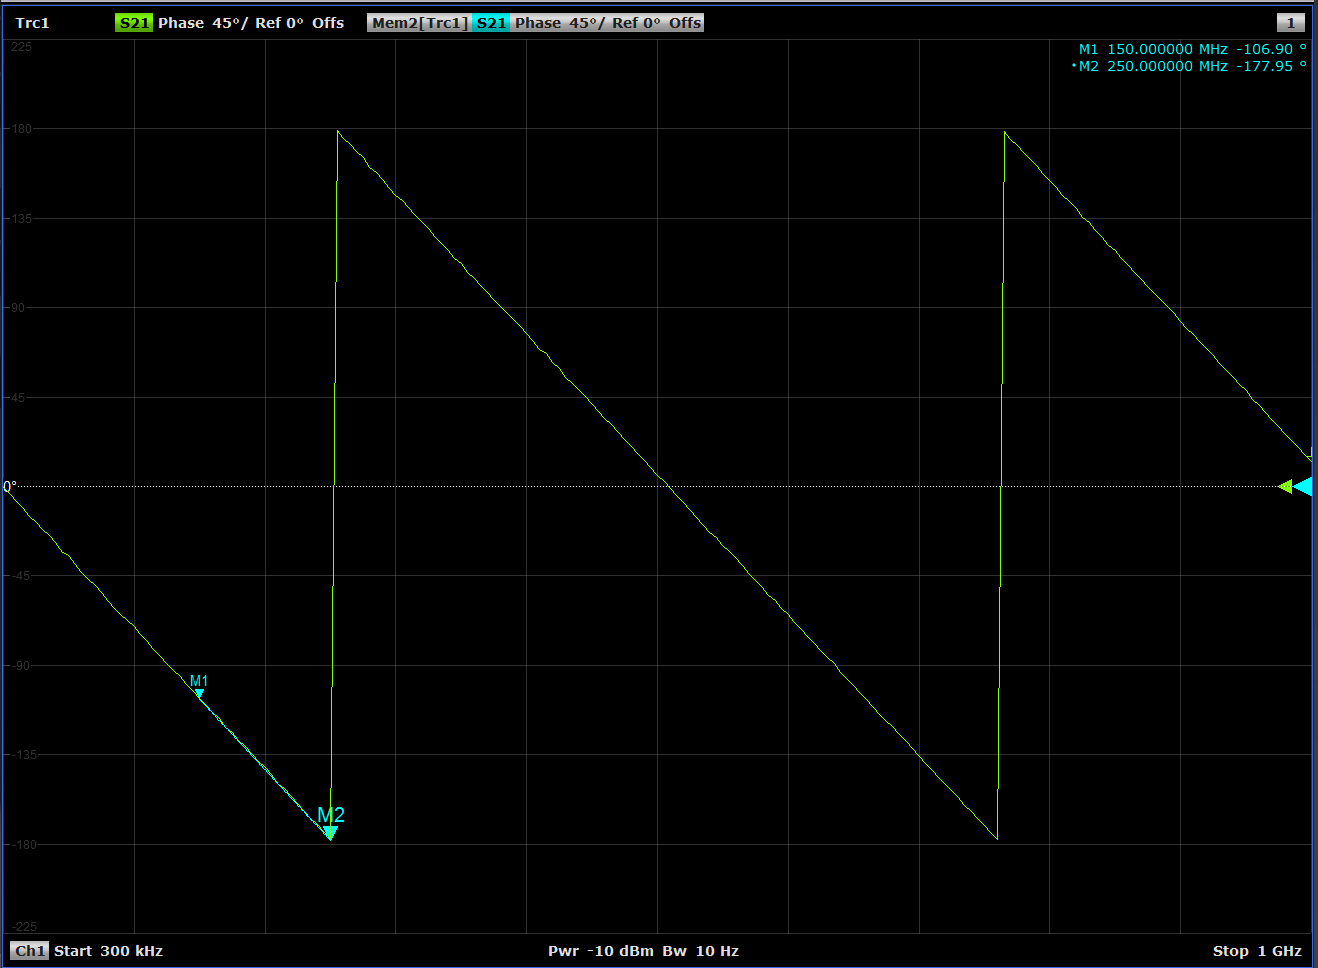 Trc1 S21 Phase 45°/ Ref 0° Offs Mem2[Trc1] S21 Phase 45°/ Ref 0° Offs 1
225
M1 150.000000 MHz -106.90 °
•M2 250.000000 MHz -177.95 °
180
135
90
45
0°
-45
-90
M1
-135
M2
-180
-225
Ch1 Start 300 kHz Pwr -10 dBm Bw 10 Hz Stop 1 GHz